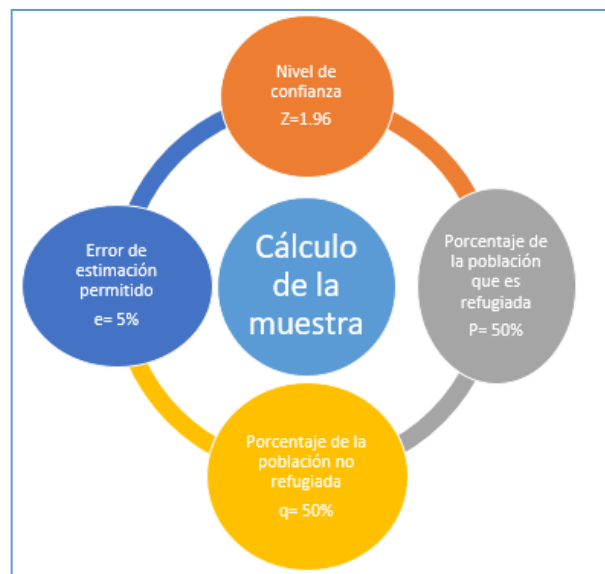 Nivel de
confianza
Z=1.96
Error de
estimación
permitido
e= 5%
Cálculo
de la
muestra
Porcentaje de
la población
que es
refugiada
P= 50%
Porcentaje de la
población no
refugiada
q= 50%